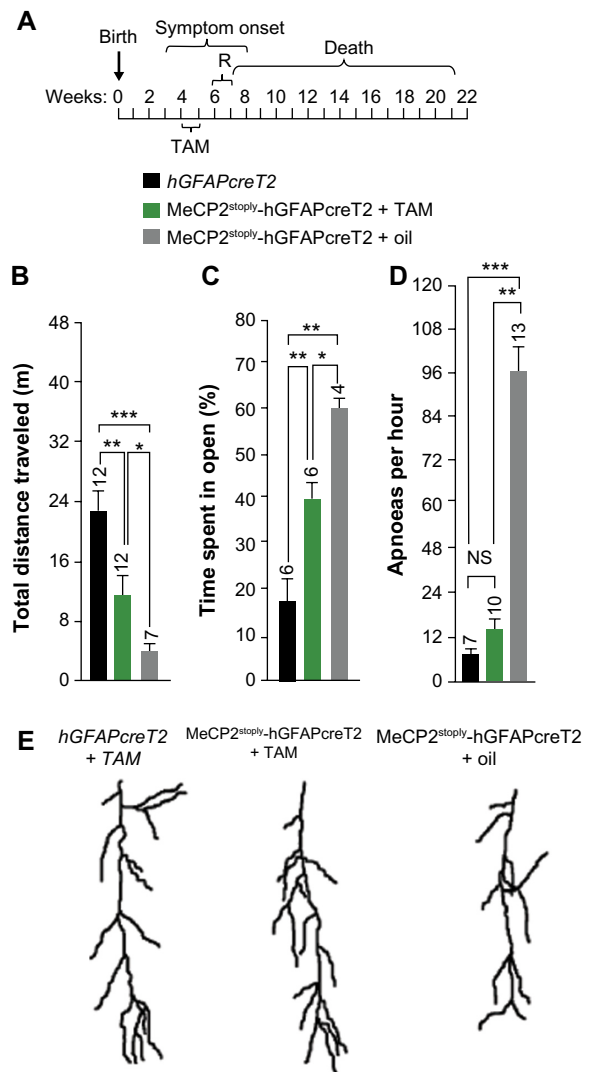 A
Birth
Symptom onset
R
Death
Weeks: 0 2 4 6 8 10 12 14 16 18 20 22
TAM
hGFAPcreT2
MeCP2stoply-hGFAPcreT2 + TAM
MeCP2stoply-hGFAPcreT2 + oil
B
Total distance traveled (m)
48
40
32
24
16
8
0
***
** *
12
12
7
C
Time spent in open (%)
80
70
60
50
40
30
20
10
0
**
** *
6
6
4
D
Apnoeas per hour
120
108
96
84
72
60
48
24
12
0
***
**
NS
7
10
13
E
hGFAPcreT2
+ TAM
MeCP2stoply-hGFAPcreT2
+ TAM
MeCP2stoply-hGFAPcreT2
+ oil